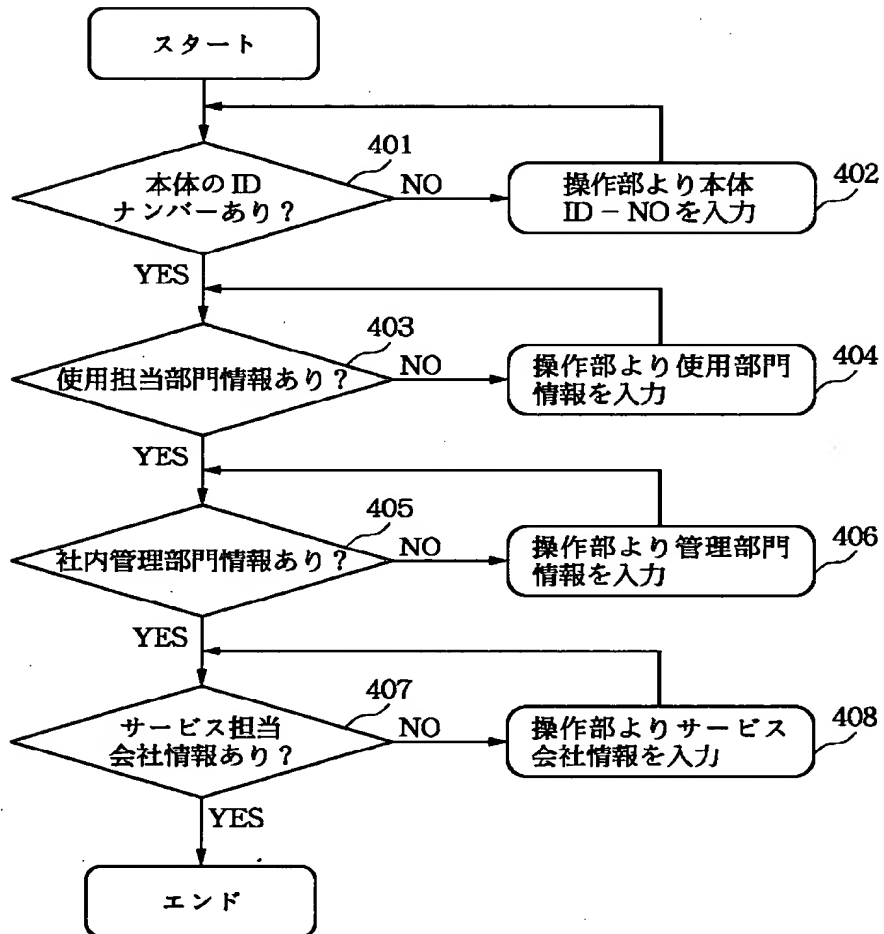 スタート
401
本体の ID
ナンバーあり？
NO
操作部より本体
ID－NO を入力
402
YES
403
使用担当部門情報あり？
NO
操作部より使用部門
情報を入力
404
YES
405
社内管理部門情報あり？
NO
操作部より管理部門
情報を入力
406
YES
407
サービス担当
会社情報あり？
NO
操作部よりサービス
会社情報を入力
408
YES
エンド